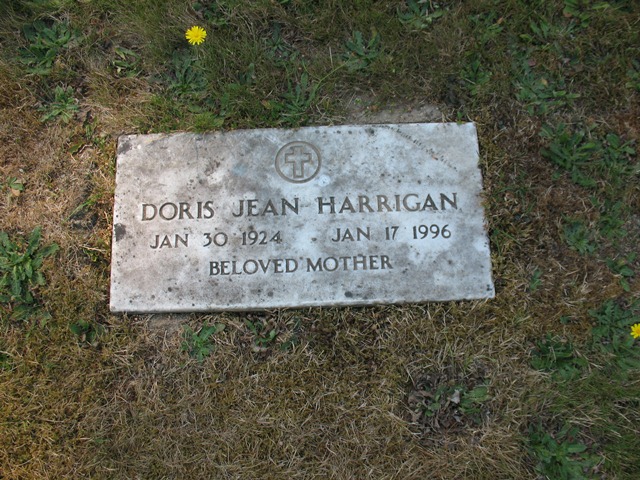 DORIS JEAN HARRIGAN
JAN 30 1924 JAN 17 1996
BELOVED MOTHER